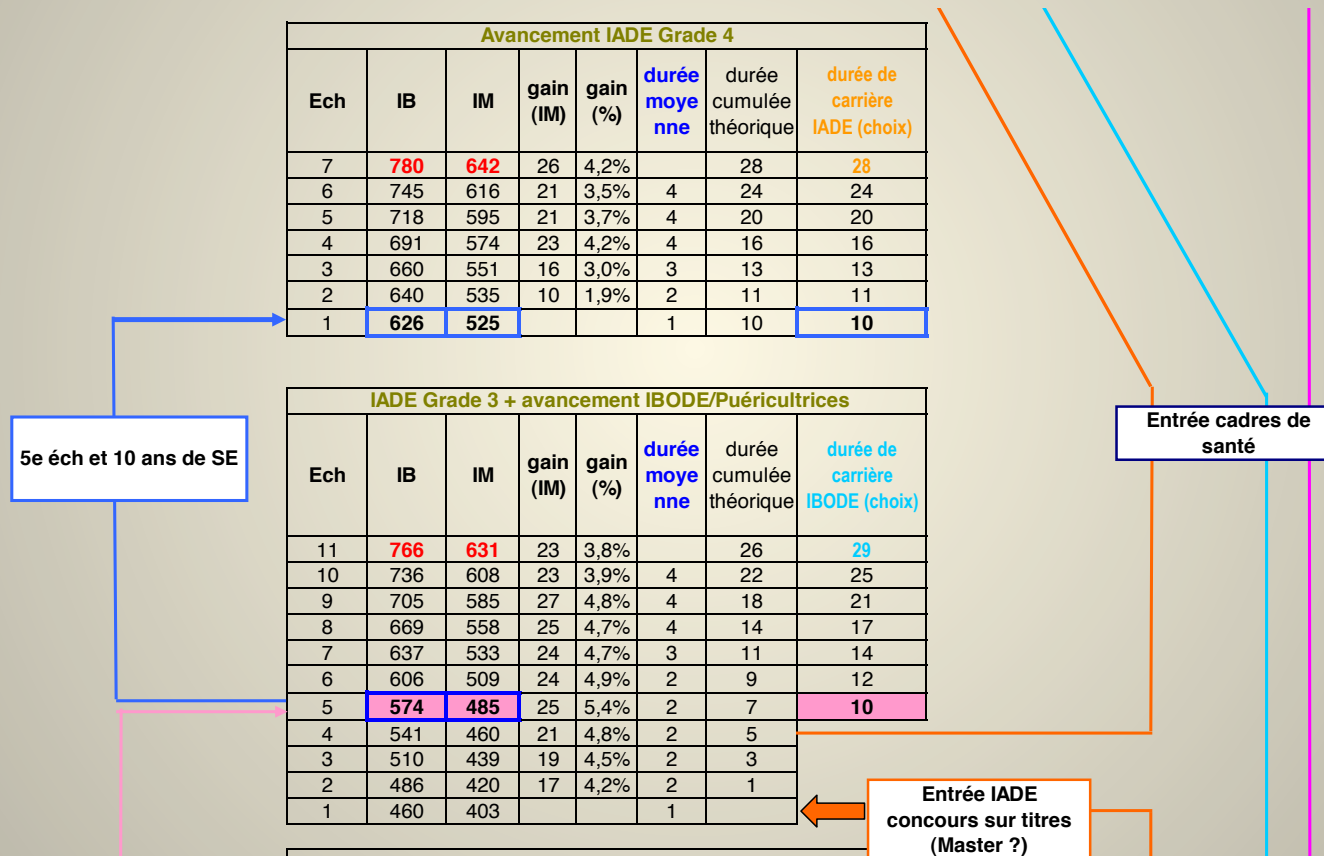 Avancement IADE Grade 4
Ech IB IM gain (IM) gain (%) durée moye nne durée cumulée théorique durée de carrière IADE (choix)
7 780 642 26 4,2% 28 28
6 745 616 21 3,5% 4 24 24
5 718 595 21 3,7% 4 20 20
4 691 574 23 4,2% 4 16 16
3 660 551 16 3,0% 3 13 13
2 640 535 10 1,9% 2 11 11
1 626 525 1 10 10
5e éch et 10 ans de SE
IADE Grade 3 + avancement IBODE/Puéricultrices
Ech IB IM gain (IM) gain (%) durée moye nne durée cumulée théorique durée de carrière IBODE (choix)
11 766 631 23 3,8% 26 29
10 736 608 23 3,9% 4 22 25
9 705 585 27 4,8% 4 18 21
8 669 558 25 4,7% 4 14 17
7 637 533 24 4,7% 3 11 14
6 606 509 24 4,9% 2 9 12
5 574 485 25 5,4% 2 7 10
4 541 460 21 4,8% 2 5
3 510 439 19 4,5% 2 3
2 486 420 17 4,2% 2 1
1 460 403 1
Entrée cadres de
santé
Entrée IADE
concours sur titres
(Master ?)